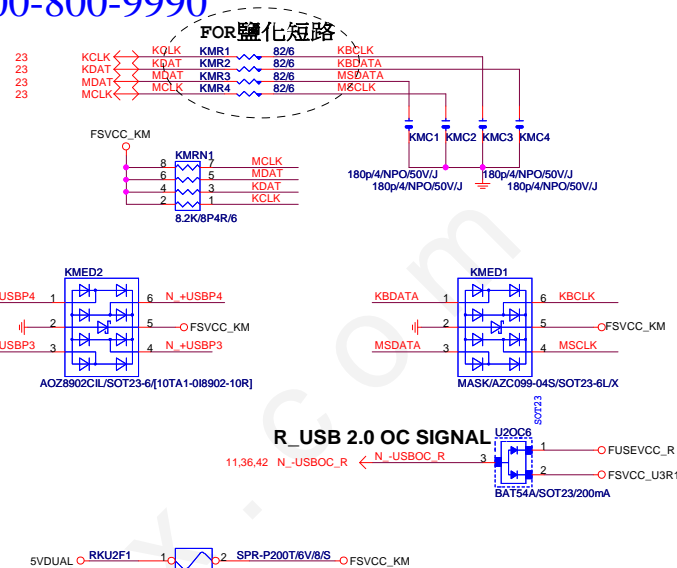 00-800-9990
FOR鹽化短路
23 KCLK KCLK KMR1 82/6 KBCLK
23 KDAT KDAT KMR2 82/6 KBDATA
23 MDAT MDAT KMR3 82/6 MSDATA
23 MCLK MCLK KMR4 82/6 MSCLK
KMC1 KMC2 KMC3 KMC4
180p/4/NPO/50V/J 180p/4/NPO/50V/J
180p/4/NPO/50V/J 180p/4/NPO/50V/J
FSVCC_KM
KMRN1
8 7 MCLK
6 5 MDAT
4 3 KDAT
2 1 KCLK
8.2K/8P4R/6
KMED2
USBP4 1 6 N_+USBP4
2 5 FSVCC_KM
USBP3 3 4 N_+USBP3
AOZ8902CIL/SOT23-6/[10TA1-0I8902-10R]
KMED1
KBDATA 1 6 KBCLK
2 5 FSVCC_KM
MSDATA 3 4 MSCLK
MASK/AZC099-04S/SOT23-6L/X
SOT23
R_USB 2.0 OC SIGNAL
U2OC6
11,36,42 N_-USBOC_R N_-USBOC_R 3
1 FUSEVCC_R
2 FSVCC_U3R1
BAT54A/SOT23/200mA
5VDUAL RKU2F1 1 2 SPR-P200T/6V/8/S FSVCC_KM
x.com